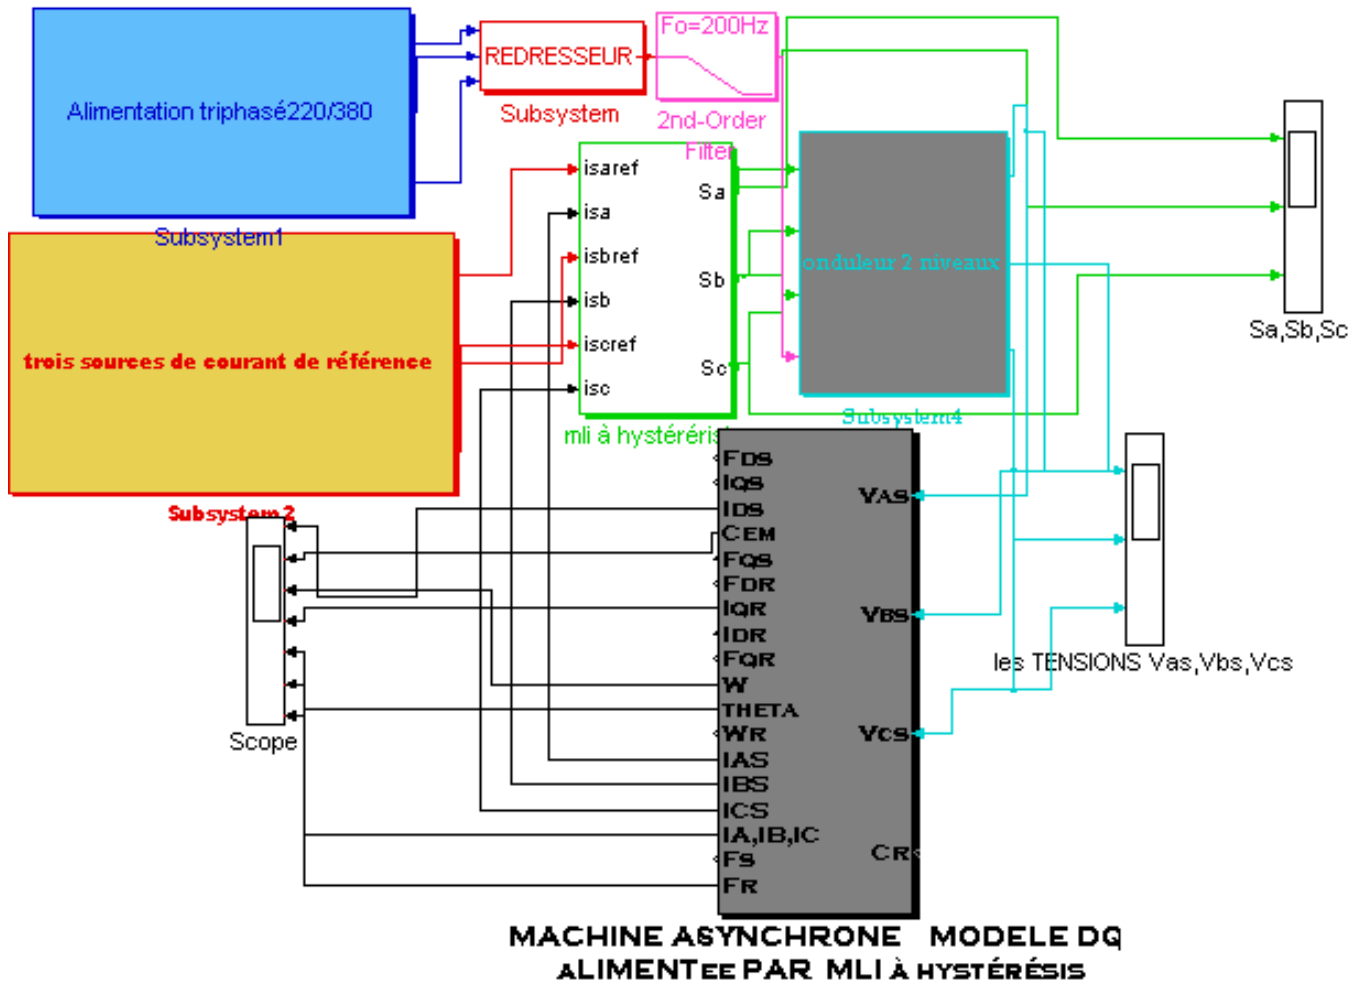 Alimentation triphasé220/380
Subsystem1
REDRESSEUR
Subsystem
Fo=200Hz
2nd-Order
Filter
trois sources de courant de référence
Subsystem2
isaref
isa
isbref
isb
iscref
isc
Sa
Sb
Sc
mli à hystérérisi
onduleur 2 niveaux
Subsystem4
Sa,Sb,Sc
les TENSIONS Vas,Vbs,Vcs
Scope
FDS
IQS
IDS
CEM
FQS
FDR
IQR
IDR
FQR
W
THETA
WR
IAS
IBS
ICS
IA,IB,IC
FS
FR
VAS
VBS
VCS
CR
MACHINE ASYNCHRONE MODELE DQ
aLIMENTEE PAR MLI À HYSTÉRÉSIS